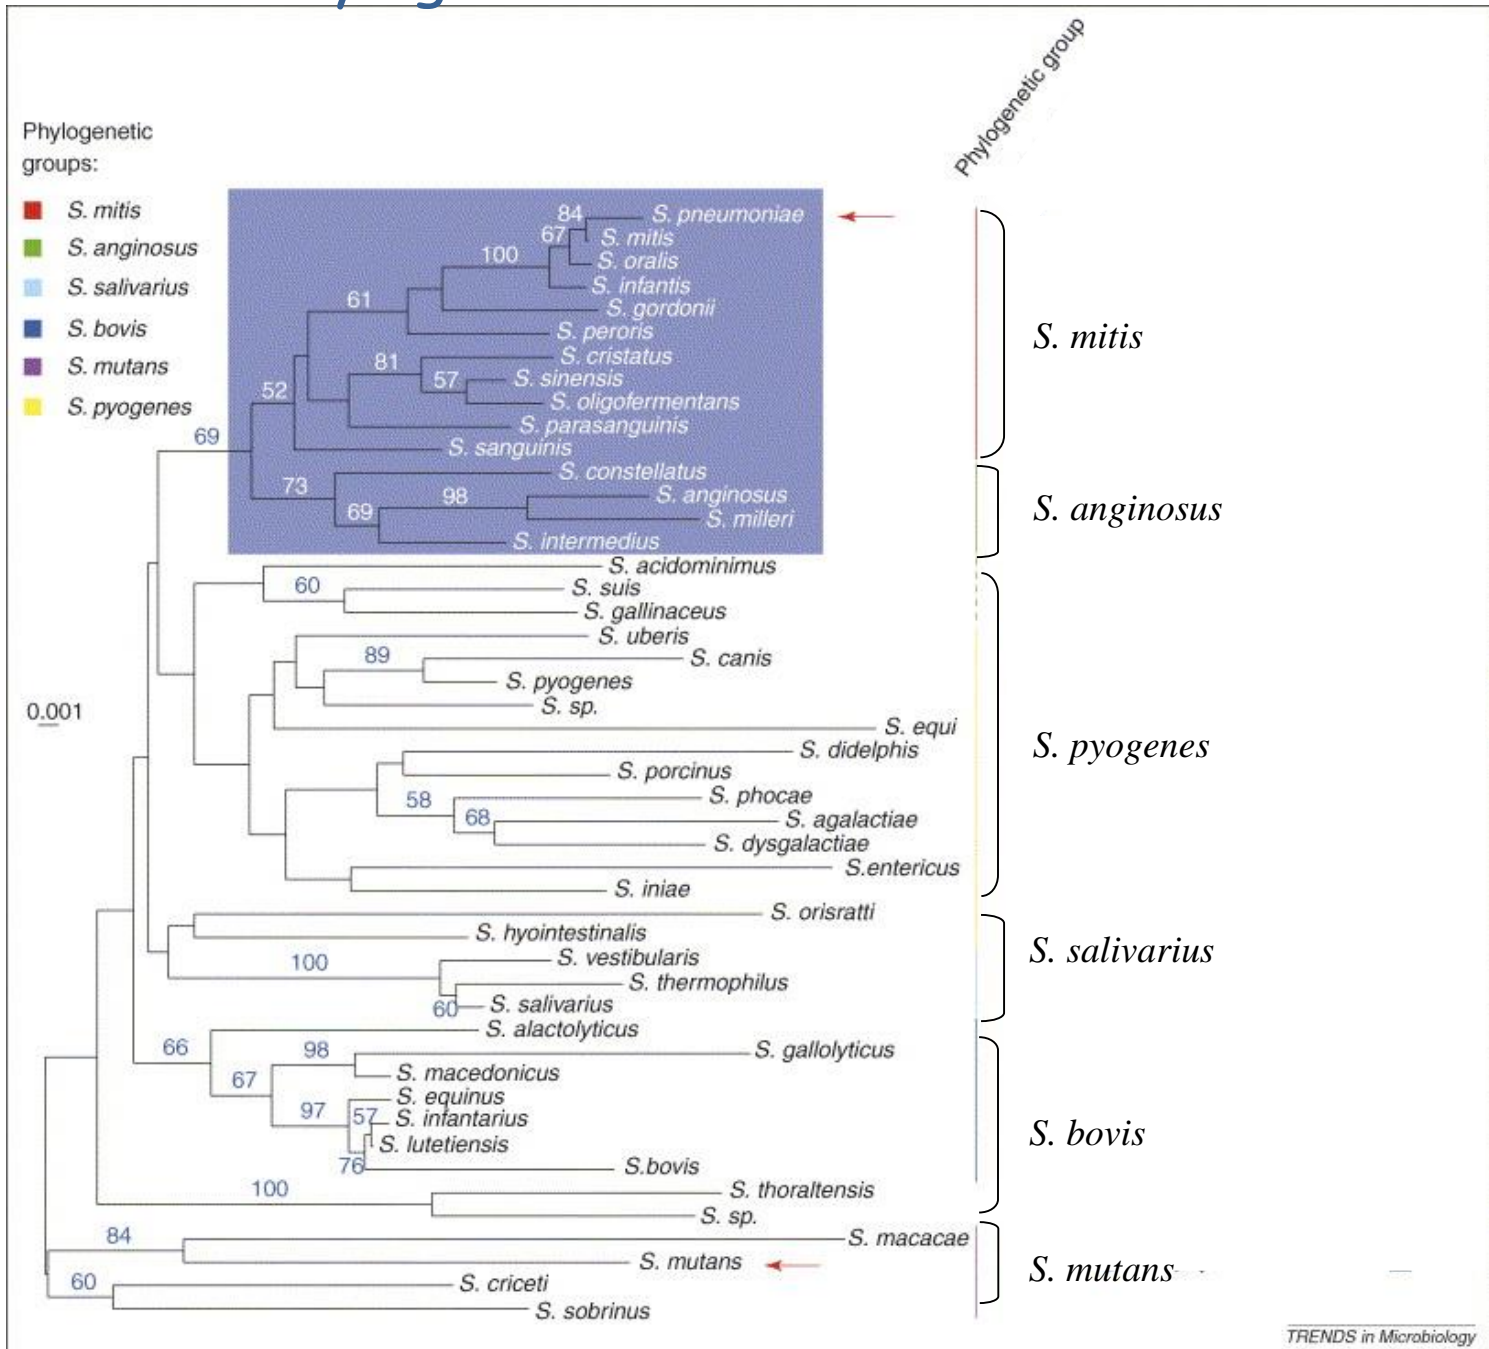 Phylogenetic group
Phylogenetic
groups:
S. mitis
S. anginosus
S. salivarius
S. bovis
S. mutans
S. pyogenes
84
S. pneumoniae
67
S. mitis
100
S. oralis
S. infantis
61
S. gordonii
S. peroris
S. mitis
81
S. cristatus
57
S. sinensis
52
S. oligofermentans
S. parasanguinis
69
S. sanguinis
S. constellatus
73
98
S. anginosus
69
S. milleri
S. anginosus
S. intermedius
S. acidominimus
60
S. suis
S. gallinaceus
S. uberis
89
S. canis
S. pyogenes
S. sp.
0.001
S. equi
S. didelphis
S. pyogenes
S. porcinus
58
S. phocae
68
S. agalactiae
S. dysgalactiae
S.entericus
S. iniae
S. orisratti
S. hyointestinalis
S. salivarius
100
S. vestibularis
S. thermophilus
60
S. salivarius
S. alactolyticus
66
98
S. gallolyticus
67
S. macedonicus
S. equinus
97
57
S. infantarius
S. lutetiensis
S. bovis
76
S.bovis
100
S. thoraltensis
S. sp.
84
S. macacae
S. mutans
S. mutans
60
S. criceti
S. sobrinus
TRENDS in Microbiology